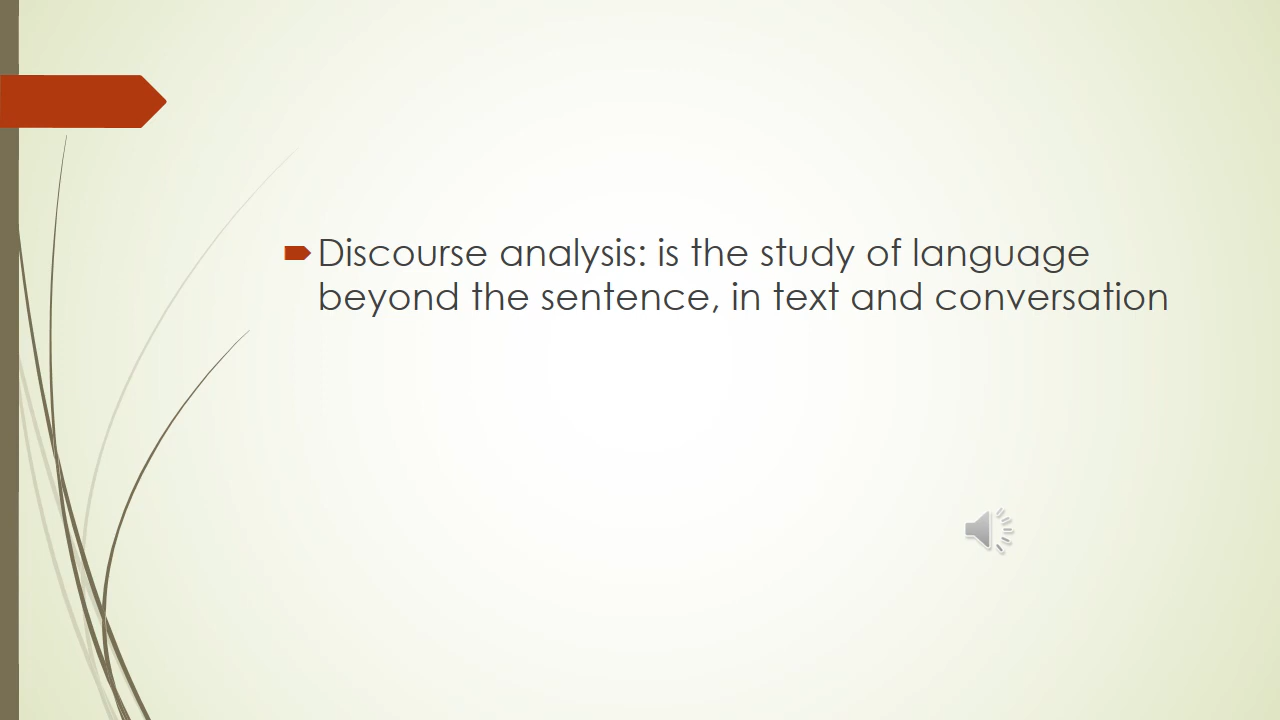 Discourse analysis: is the study of language
beyond the sentence, in text and conversation